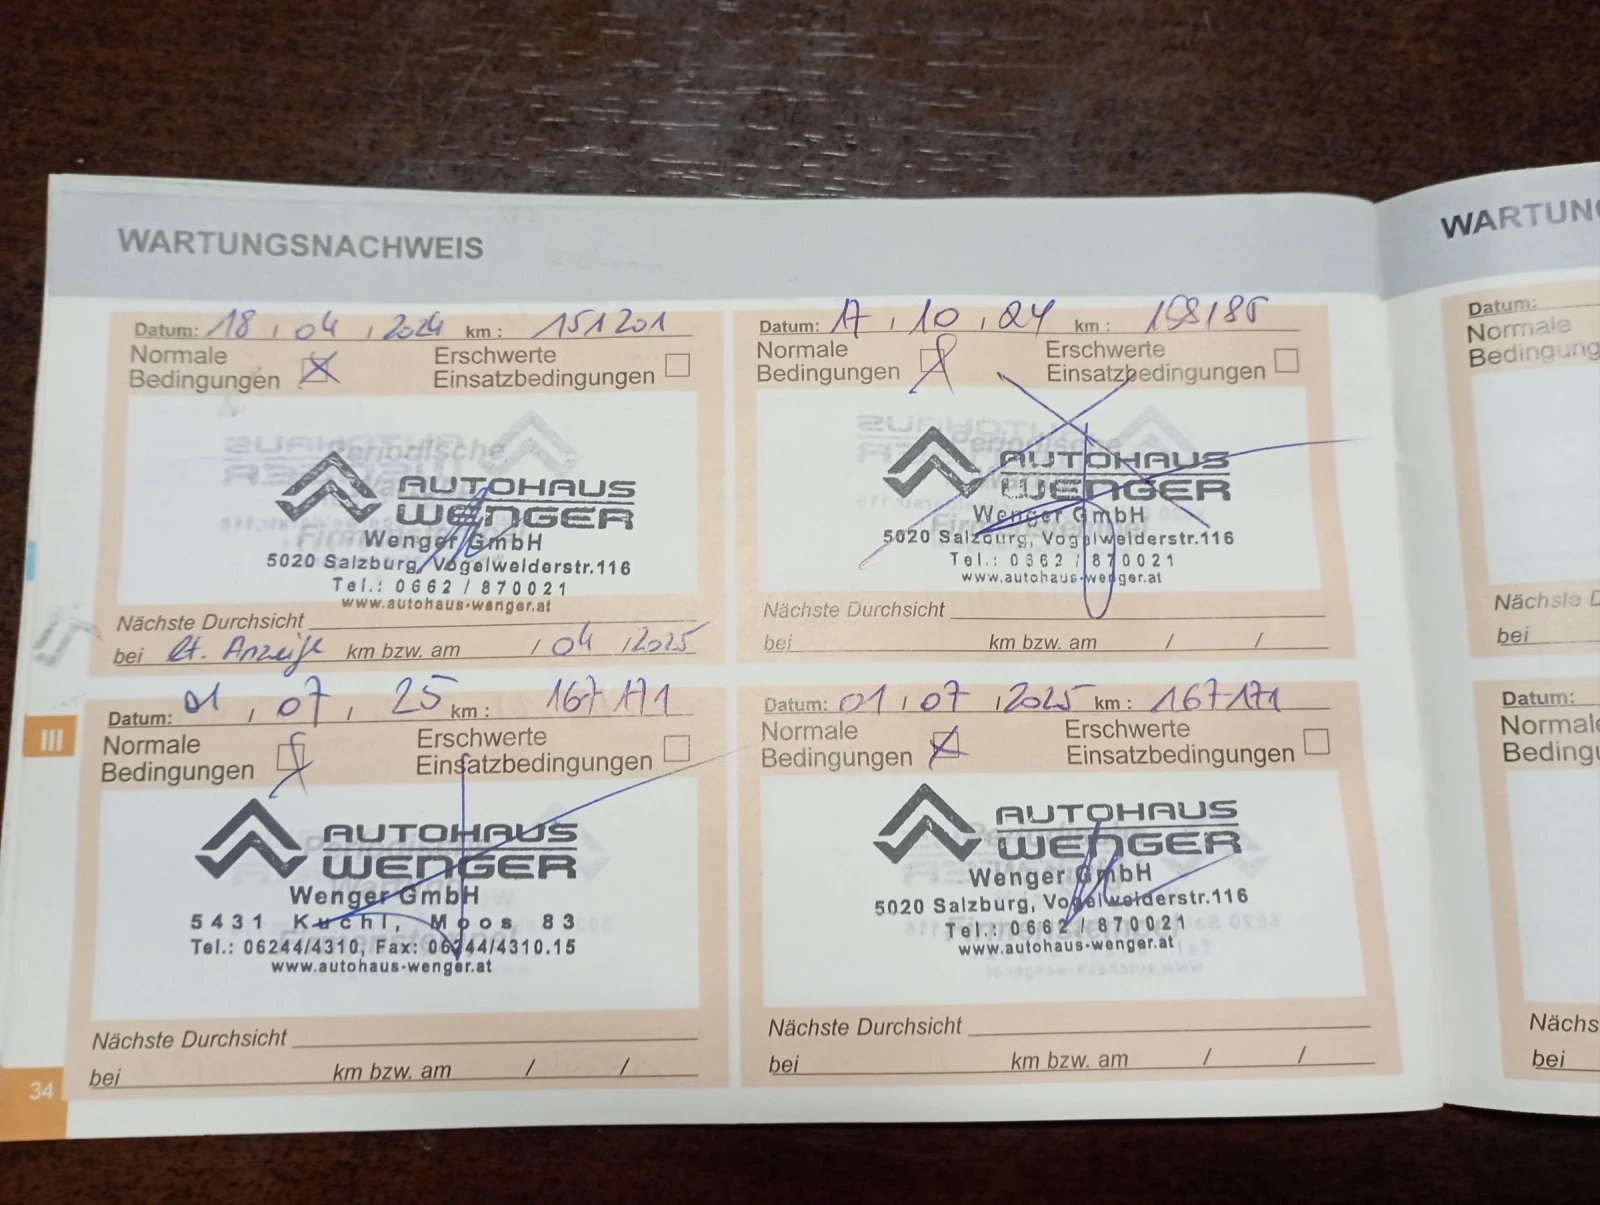 WARTUNGSNACHWEIS
Datum: 18 , 04 , 2024 km : 151201
Normale Bedingungen
Erschwerte Einsatzbedingungen
AUTOHAUS
WENGER
Wenger GmbH
5020 Salzburg, Vogelweiderstr.116
Tel.: 0662 / 870021
www.autohaus-wenger.at
Nächste Durchsicht
bei lt. Anzeige km bzw. am / 04 / 2025
Datum: 17 , 10 , 24 km : 158186
Normale Bedingungen
Erschwerte Einsatzbedingungen
AUTOHAUS
WENGER
Wenger GmbH
5020 Salzburg, Vogelweiderstr.116
Tel.: 0662 / 870021
www.autohaus-wenger.at
Nächste Durchsicht
bei km bzw. am / /
Datum: 01 , 07 , 25 km : 167171
Normale Bedingungen
Erschwerte Einsatzbedingungen
AUTOHAUS
WENGER
Wenger GmbH
5431 Kuchl, Moos 83
Tel.: 06244/4310, Fax: 06244/4310.15
www.autohaus-wenger.at
Nächste Durchsicht
bei km bzw. am / /
Datum: 01 , 07 , 2025 km : 167171
Normale Bedingungen
Erschwerte Einsatzbedingungen
AUTOHAUS
WENGER
Wenger GmbH
5020 Salzburg, Vogelweiderstr.116
Tel.: 0662 / 870021
www.autohaus-wenger.at
Nächste Durchsicht
bei km bzw. am / /
III
34
WARTUNG
Datum:
Normale
Bedingung
Nächste D
bei
Datum:
Normale
Bedingu
Nächs
bei